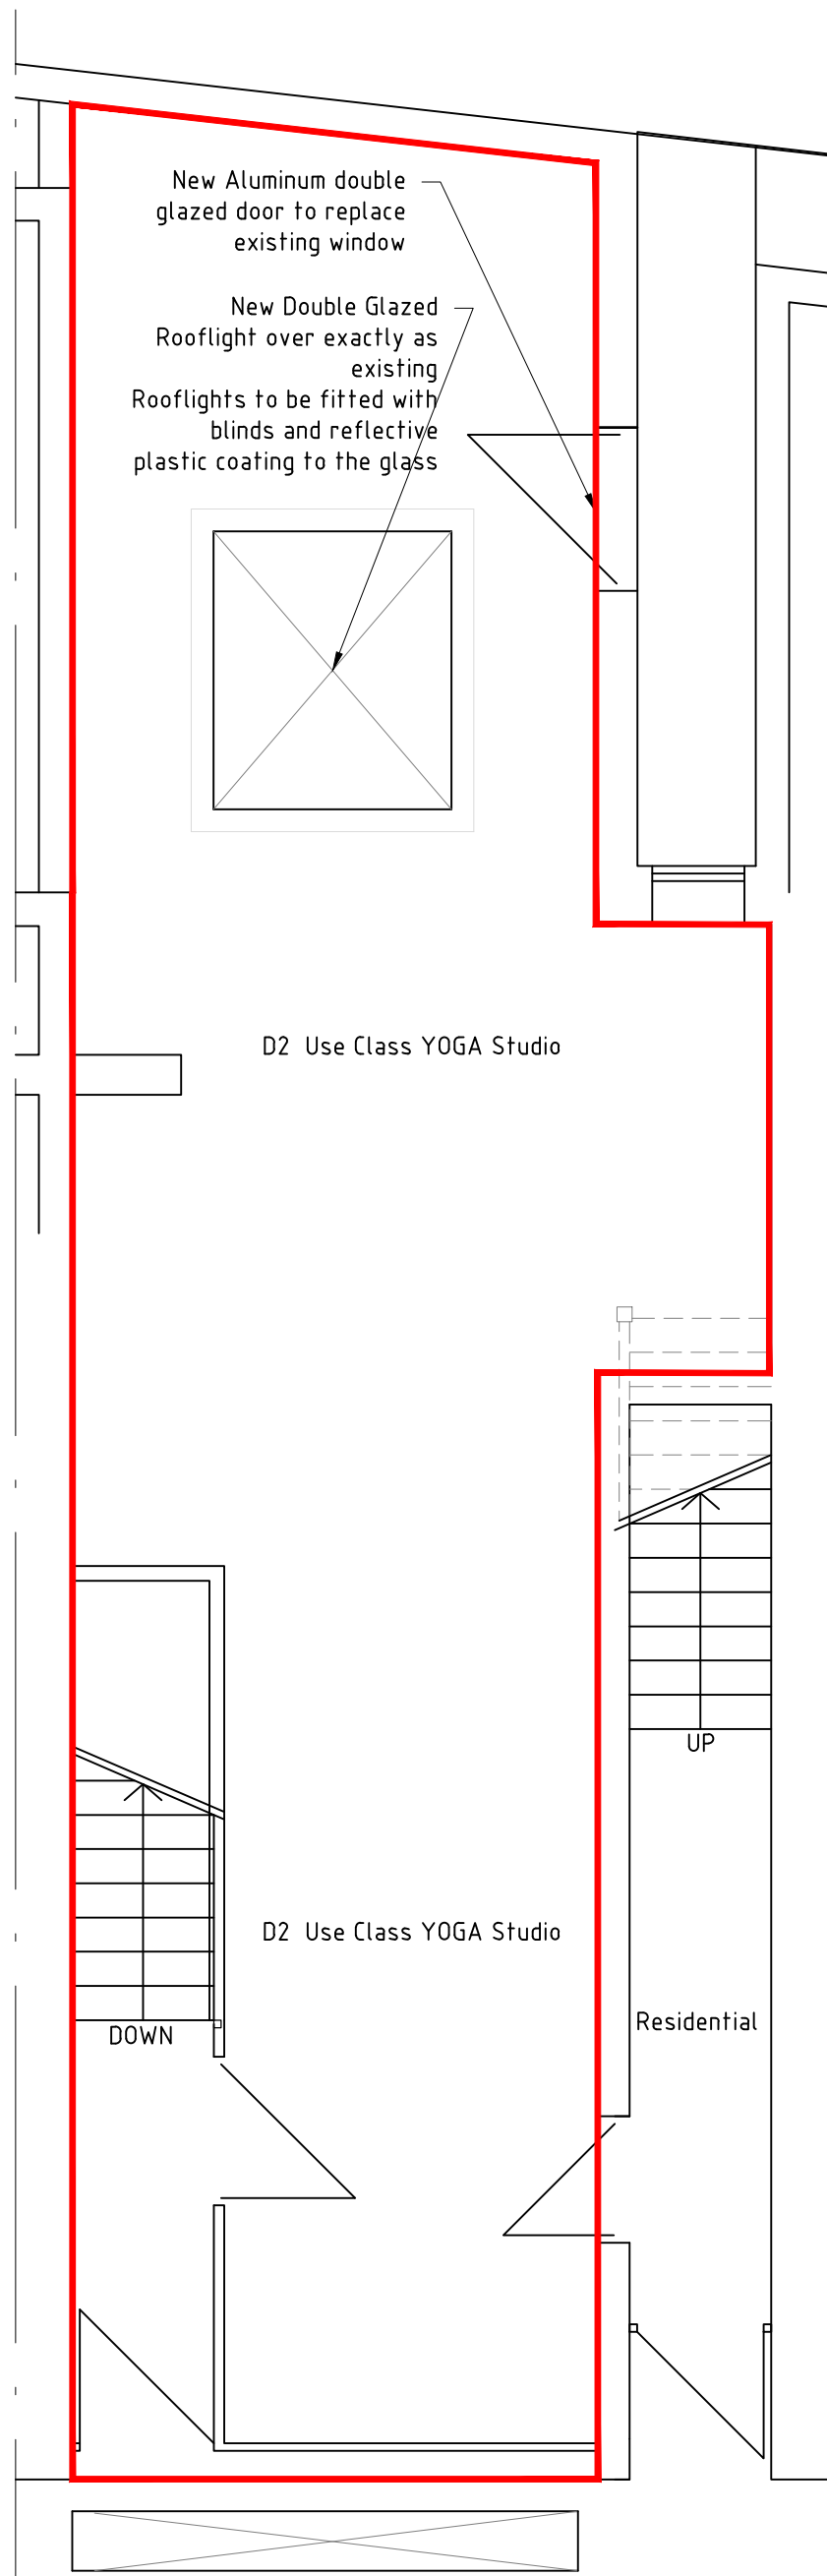 New Aluminum double
glazed door to replace
existing window
New Double Glazed
Rooflight over exactly as
existing
Rooflights to be fitted with
blinds and reflective
plastic coating to the glass
D2 Use Class YOGA Studio
UP
D2 Use Class YOGA Studio
Residential
DOWN